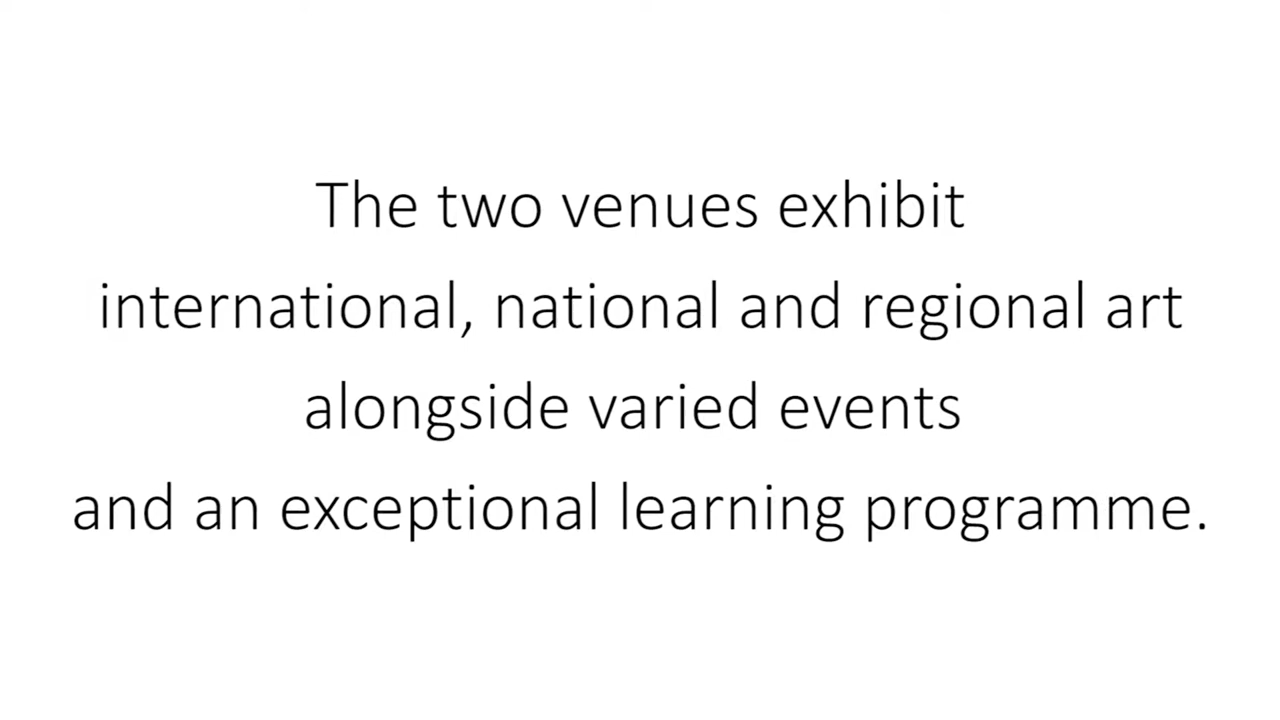 The two venues exhibit
international, national and regional art
alongside varied events
and an exceptional learning programme.